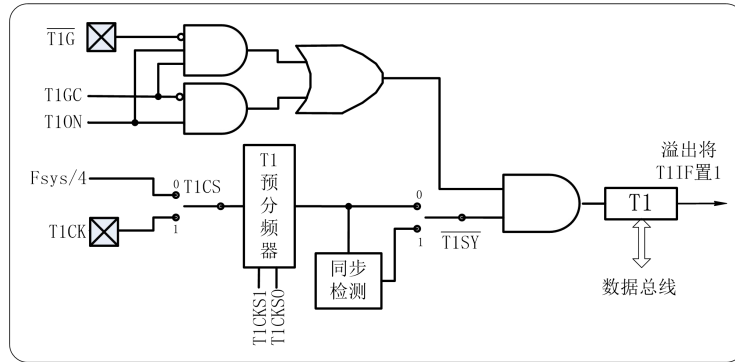 T1G
T1GC
T1ON
Fsys/4
T1CK
0
T1CS
1
T1
预
分
频
器
T1CKS1
T1CKS0
同步
检测
0
1
T1SY
T1
溢出将
T1IF置1
数据总线